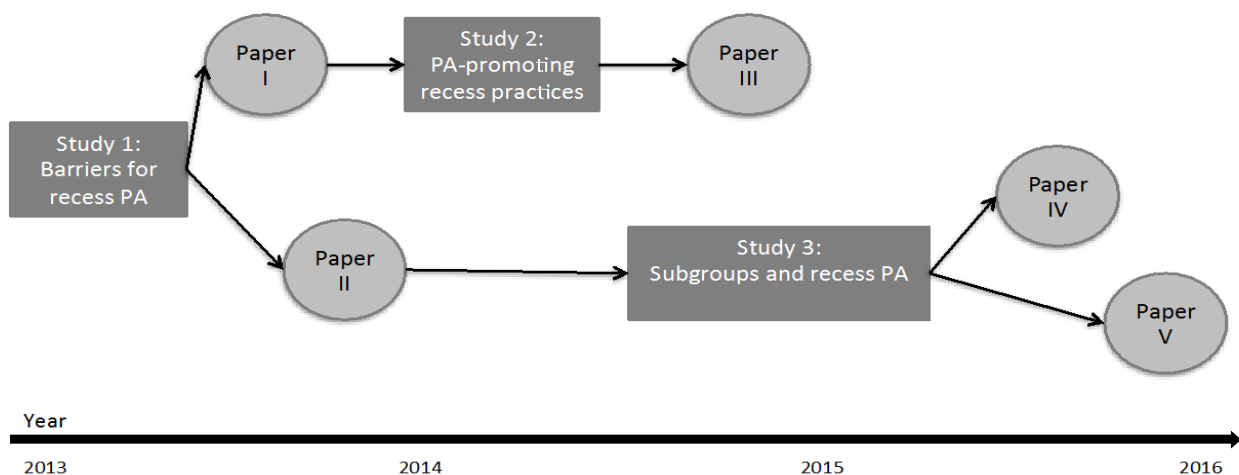 Paper
I
Study 2:
PA-promoting
recess practices
Paper
III
Study 1:
Barriers for
recess PA
Paper
IV
Paper
II
Study 3:
Subgroups and recess PA
Paper
V
Year
2013
2014
2015
2016